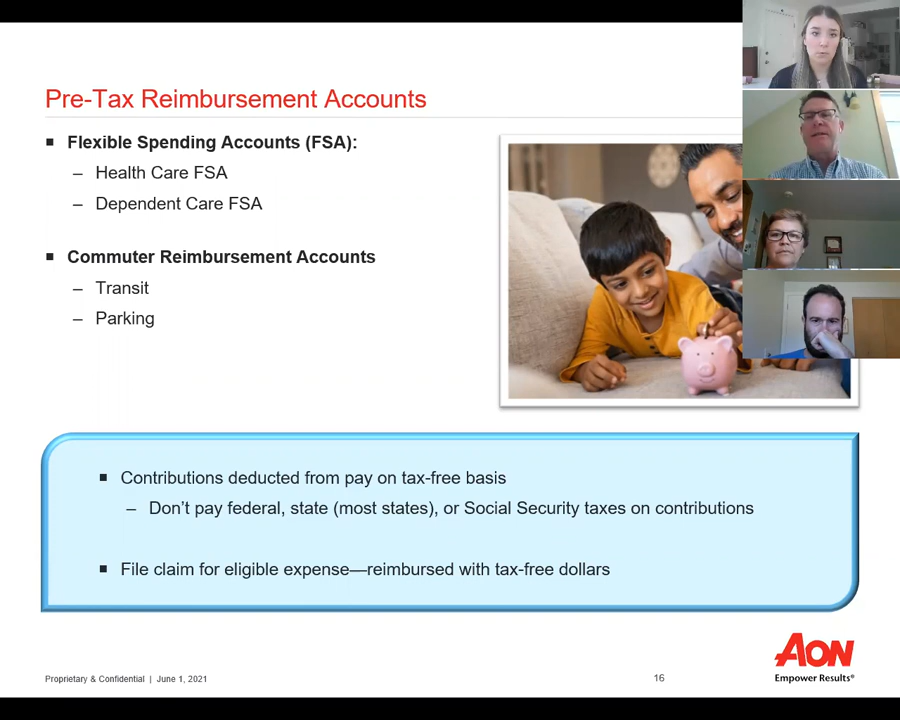 Pre-Tax Reimbursement Accounts
▪ Flexible Spending Accounts (FSA):
– Health Care FSA
– Dependent Care FSA
▪ Commuter Reimbursement Accounts
– Transit
– Parking
▪ Contributions deducted from pay on tax-free basis
– Don’t pay federal, state (most states), or Social Security taxes on contributions
▪ File claim for eligible expense—reimbursed with tax-free dollars
AON
Empower Results®
Proprietary & Confidential | June 1, 2021
16